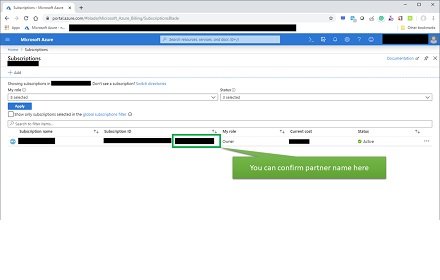 Subscriptions - Microsoft Azure
portal.azure.com/#blade/Microsoft_Azure_Billing/SubscriptionsBlade
Apps
Microsoft Azure
Other bookmarks
Microsoft Azure
Search resources, services, and docs (G+/)
Home > Subscriptions
Subscriptions
Documentation
+ Add
Showing subscriptions in
Don't see a subscription? Switch directories
My role
Status
8 selected
3 selected
Apply
Show only subscriptions selected in the global subscriptions filter
Search to filter items...
Subscription name
Subscription ID
My role
Current cost
Status
Owner
Active
You can confirm partner name here